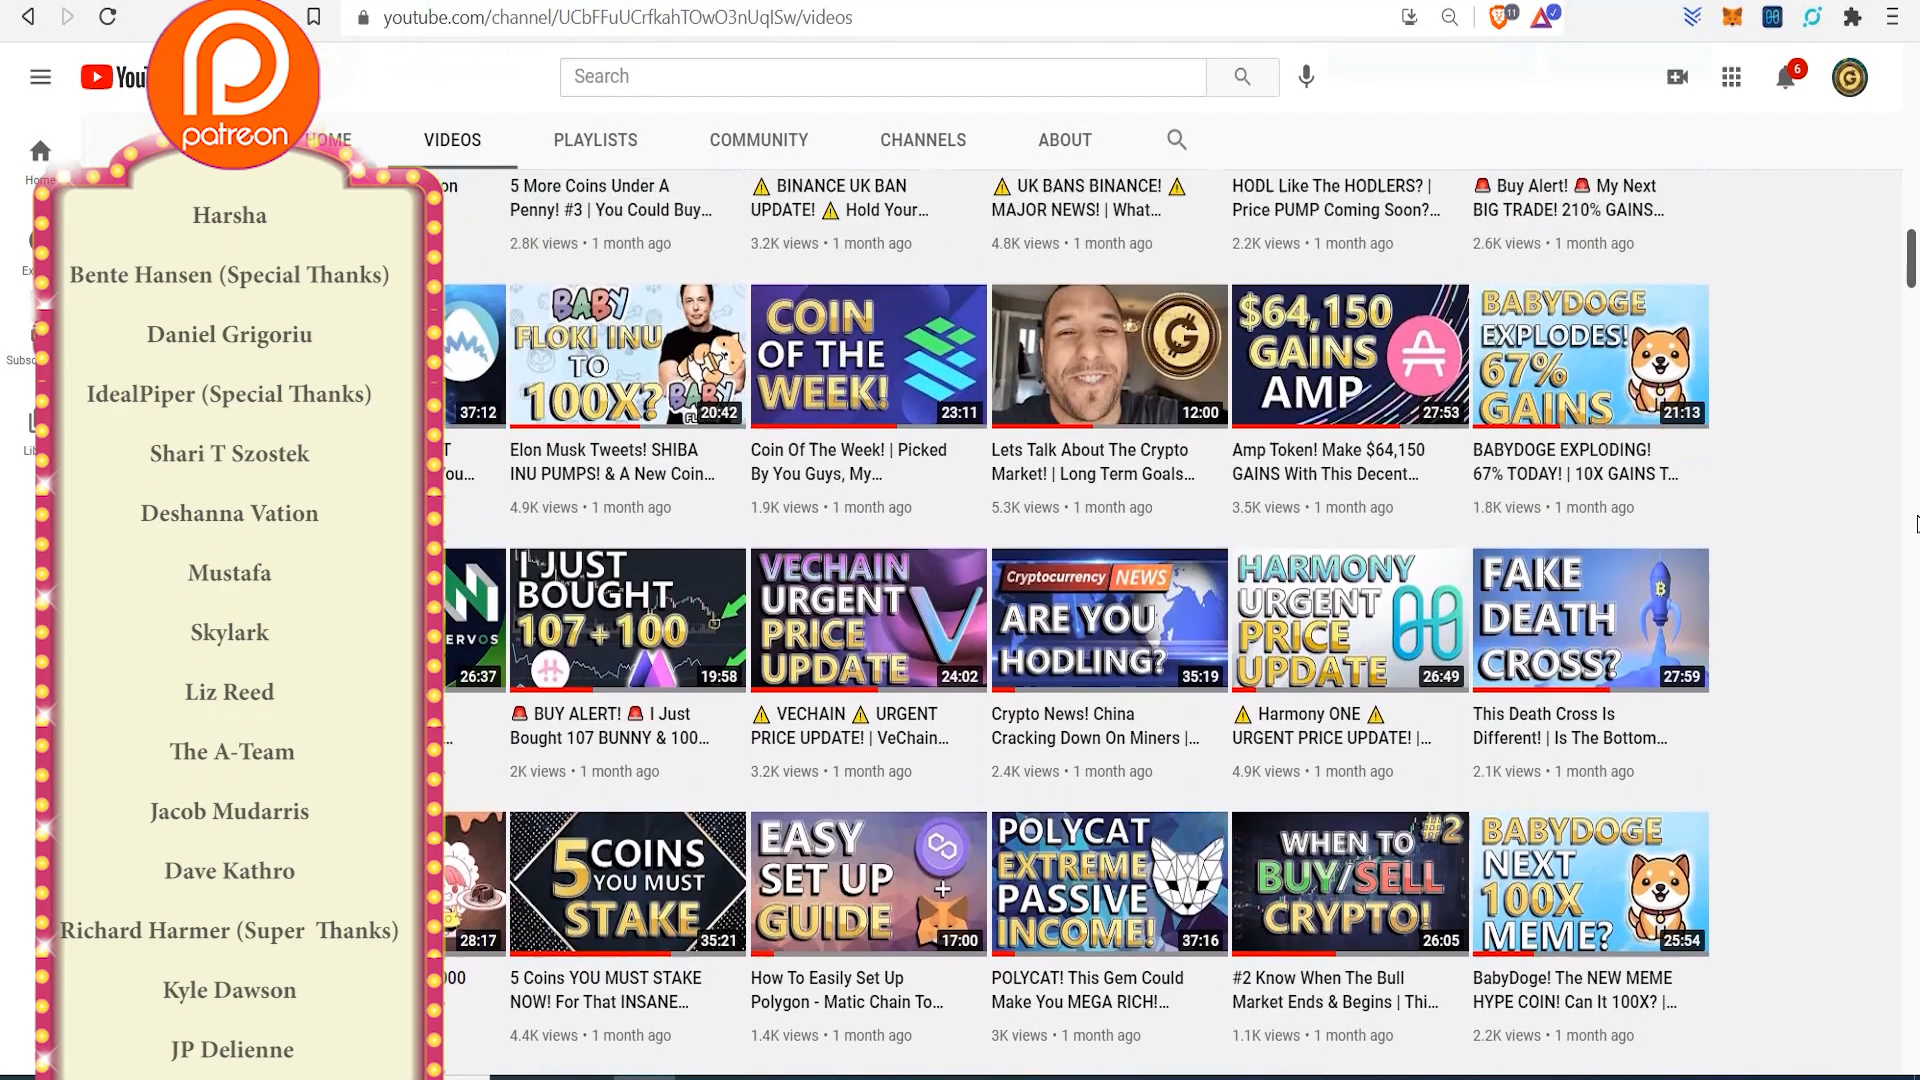 youtube.com/channel/UCbFFuUCrfkahTOwO3nUqISw/videos
11
Search
6
patreon
HOME
VIDEOS
PLAYLISTS
COMMUNITY
CHANNELS
ABOUT
Home
Harsha
Bente Hansen (Special Thanks)
Daniel Grigoriu
IdealPiper (Special Thanks)
Shari T Szostek
Deshanna Vation
Mustafa
Skylark
Liz Reed
The A-Team
Jacob Mudarris
Dave Kathro
Richard Harmer (Super Thanks)
Kyle Dawson
JP Delienne
5 More Coins Under A
Penny! #3 | You Could Buy...
2.8K views • 1 month ago
⚠ BINANCE UK BAN
UPDATE! ⚠ Hold Your...
3.2K views • 1 month ago
⚠ UK BANS BINANCE! ⚠
MAJOR NEWS! | What...
4.8K views • 1 month ago
HODL Like The HODLERS? |
Price PUMP Coming Soon?...
2.2K views • 1 month ago
🚨 Buy Alert! 🚨 My Next
BIG TRADE! 210% GAINS...
2.6K views • 1 month ago
37:12
BABY
FLOKI INU
TO
100X?
BABY
20:42
Elon Musk Tweets! SHIBA
INU PUMPS! & A New Coin...
4.9K views • 1 month ago
COIN
OF THE
WEEK!
23:11
Coin Of The Week! | Picked
By You Guys, My...
1.9K views • 1 month ago
12:00
Lets Talk About The Crypto
Market! | Long Term Goals...
5.3K views • 1 month ago
$64,150
GAINS
AMP
27:53
Amp Token! Make $64,150
GAINS With This Decent...
3.5K views • 1 month ago
BABYDOGE
EXPLODES!
67%
GAINS
21:13
BABYDOGE EXPLODING!
67% TODAY! | 10X GAINS T...
1.8K views • 1 month ago
26:37
I JUST
BOUGHT
107 + 100
19:58
🚨 BUY ALERT! 🚨 I Just
Bought 107 BUNNY & 100...
2K views • 1 month ago
VECHAIN
URGENT
PRICE
UPDATE
24:02
⚠ VECHAIN ⚠ URGENT
PRICE UPDATE! | VeChain...
3.2K views • 1 month ago
Cryptocurrency NEWS
ARE YOU
HODLING?
35:19
Crypto News! China
Cracking Down On Miners |...
2.4K views • 1 month ago
HARMONY
URGENT
PRICE
UPDATE
26:49
⚠ Harmony ONE ⚠
URGENT PRICE UPDATE! |...
4.9K views • 1 month ago
FAKE
DEATH
CROSS?
27:59
This Death Cross Is
Different! | Is The Bottom...
2.1K views • 1 month ago
28:17
5 COINS
YOU MUST
STAKE
35:21
5 Coins YOU MUST STAKE
NOW! For That INSANE...
4.4K views • 1 month ago
EASY
SET UP
GUIDE
17:00
How To Easily Set Up
Polygon - Matic Chain To...
1.4K views • 1 month ago
POLYCAT
EXTREME
PASSIVE
INCOME!
37:16
POLYCAT! This Gem Could
Make You MEGA RICH!...
3K views • 1 month ago
WHEN TO #2
BUY/SELL
CRYPTO!
26:05
#2 Know When The Bull
Market Ends & Begins | Thi...
1.1K views • 1 month ago
BABYDOGE
NEXT
100X
MEME?
25:54
BabyDoge! The NEW MEME
HYPE COIN! Can It 100X? |...
2.2K views • 1 month ago